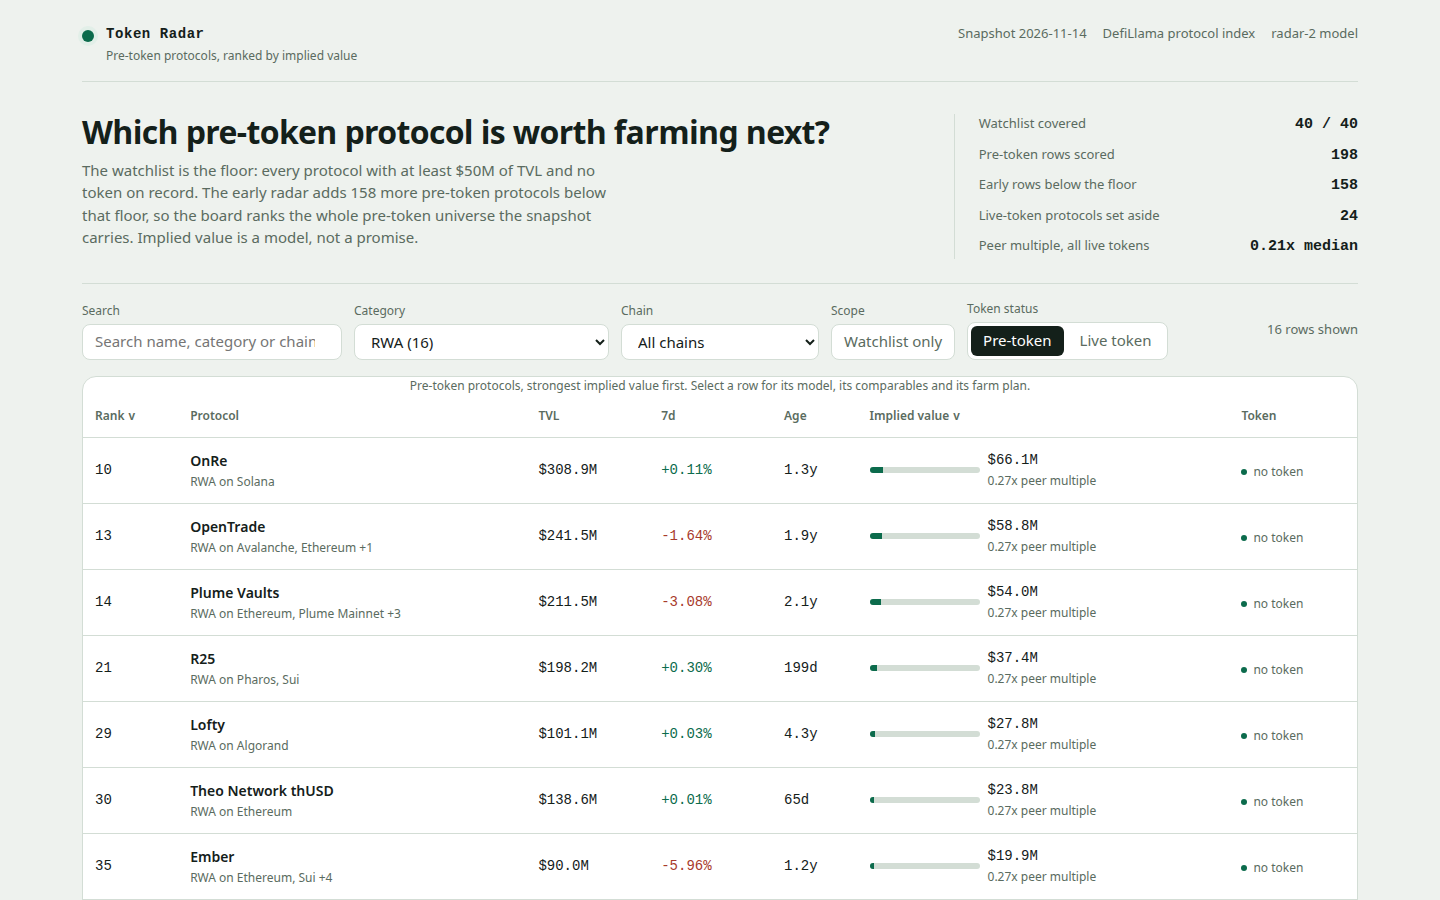 Token Radar
Pre-token protocols, ranked by implied value
Snapshot 2026-11-14 DefiLlama protocol index radar-2 model
Which pre-token protocol is worth farming next?
The watchlist is the floor: every protocol with at least $50M of TVL and no
token on record. The early radar adds 158 more pre-token protocols below
that floor, so the board ranks the whole pre-token universe the snapshot
carries. Implied value is a model, not a promise.
Watchlist covered 40 / 40
Pre-token rows scored 198
Early rows below the floor 158
Live-token protocols set aside 24
Peer multiple, all live tokens 0.21x median
Search Category Chain Scope Token status
Search name, category or chain RWA (16) All chains Watchlist only Pre-token Live token 16 rows shown
Pre-token protocols, strongest implied value first. Select a row for its model, its comparables and its farm plan.
Rank v Protocol TVL 7d Age Implied value v Token
10 OnRe $308.9M +0.11% 1.3y $66.1M no token
RWA on Solana 0.27x peer multiple
13 OpenTrade $241.5M -1.64% 1.9y $58.8M no token
RWA on Avalanche, Ethereum +1 0.27x peer multiple
14 Plume Vaults $211.5M -3.08% 2.1y $54.0M no token
RWA on Ethereum, Plume Mainnet +3 0.27x peer multiple
21 R25 $198.2M +0.30% 199d $37.4M no token
RWA on Pharos, Sui 0.27x peer multiple
29 Lofty $101.1M +0.03% 4.3y $27.8M no token
RWA on Algorand 0.27x peer multiple
30 Theo Network thUSD $138.6M +0.01% 65d $23.8M no token
RWA on Ethereum 0.27x peer multiple
35 Ember $90.0M -5.96% 1.2y $19.9M no token
RWA on Ethereum, Sui +4 0.27x peer multiple